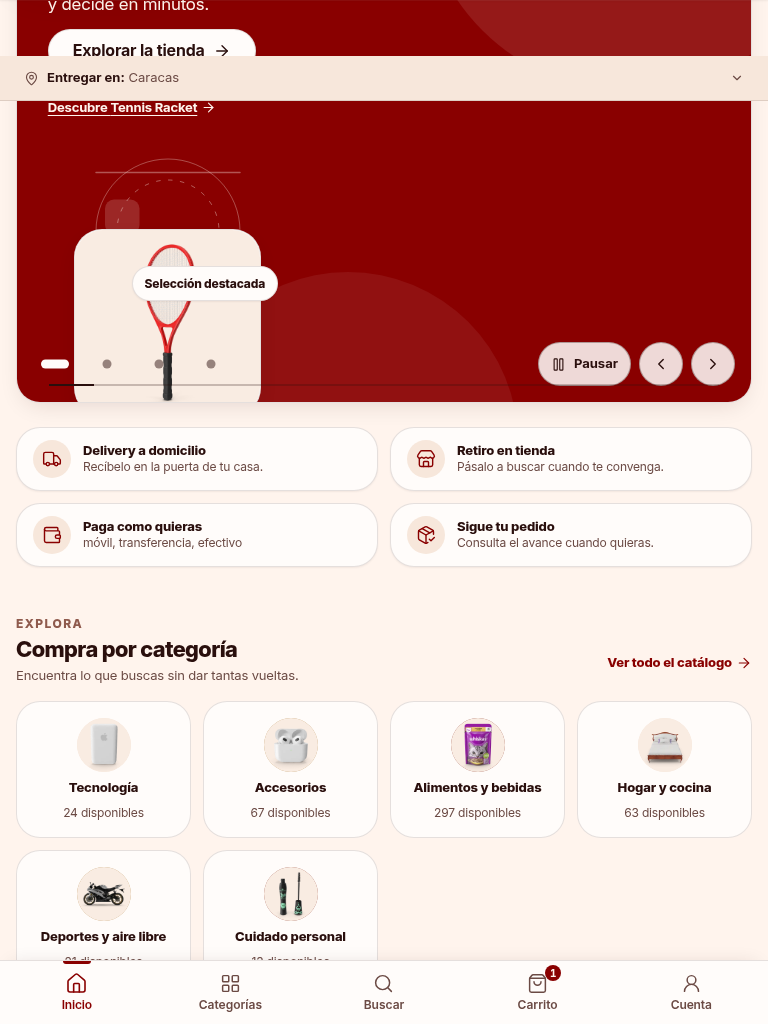 y decide en minutos.
Explorar la tienda
Entregar en: Caracas
Descubre Tennis Racket
Selección destacada
Pausar
Delivery a domicilio
Recíbelo en la puerta de tu casa.
Retiro en tienda
Pásalo a buscar cuando te convenga.
Paga como quieras
móvil, transferencia, efectivo
Sigue tu pedido
Consulta el avance cuando quieras.
EXPLORA
Compra por categoría
Encuentra lo que buscas sin dar tantas vueltas.
Ver todo el catálogo
Tecnología
24 disponibles
Accesorios
67 disponibles
Alimentos y bebidas
297 disponibles
Hogar y cocina
63 disponibles
Deportes y aire libre
Cuidado personal
disponibles
disponibles
Inicio
Categorías
Buscar
1
Carrito
Cuenta